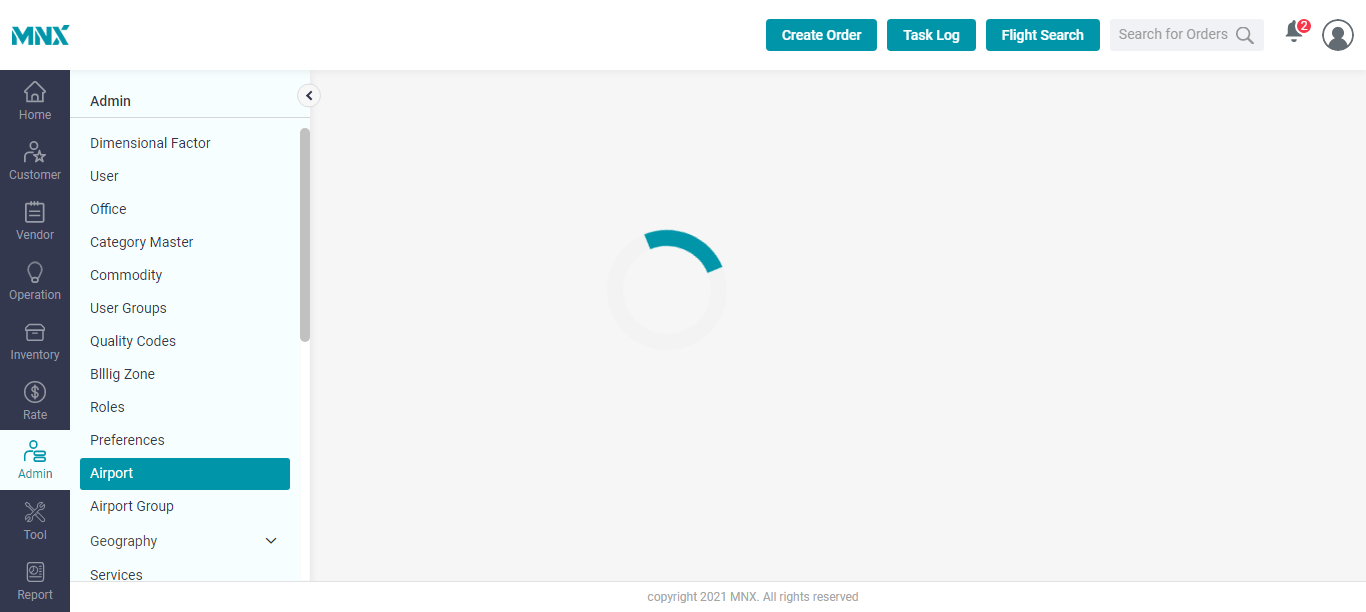 MNX
Create Order
Task Log
Flight Search
Search for Orders
2
Home
Customer
Vendor
Operation
Inventory
Rate
Admin
Tool
Report
Admin
Dimensional Factor
User
Office
Category Master
Commodity
User Groups
Quality Codes
Blllig Zone
Roles
Preferences
Airport
Airport Group
Geography
Services
copyright 2021 MNX. All rights reserved